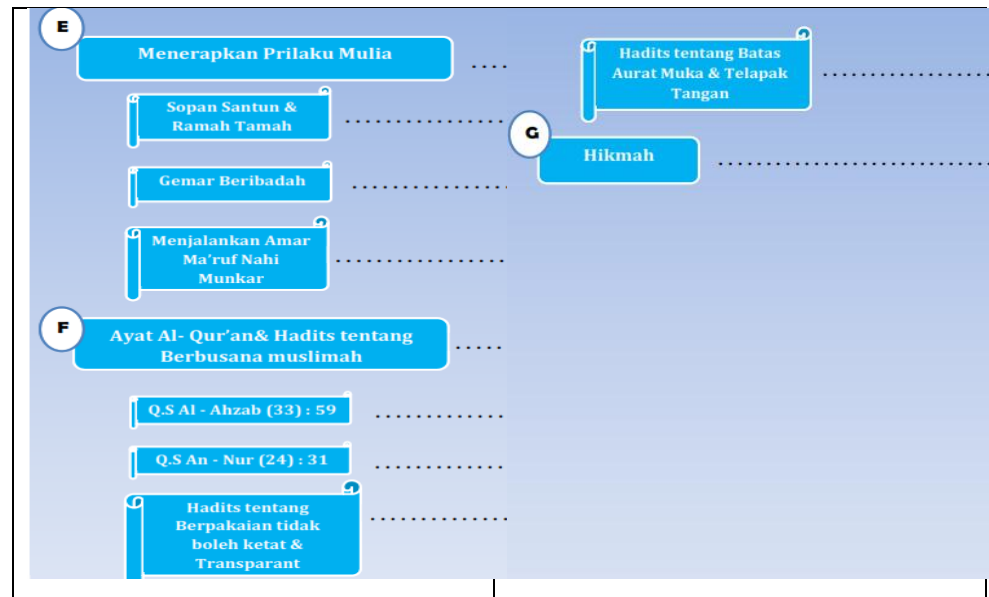 E
Menerapkan Prilaku Mulia ....
Sopan Santun &
Ramah Tamah ................
Gemar Beribadah ...............
Menjalankan Amar
Ma'ruf Nahi .................
Munkar
F
Ayat Al- Qur'an& Hadits tentang
Berbusana muslimah .....
Q.S Al - Ahzab (33) : 59 .............
Q.S An - Nur (24) : 31 .............
Hadits tentang
Berpakaian tidak ..............
boleh ketat &
Transparant
Hadits tentang Batas
Aurat Muka & Telapak .................
Tangan
G
Hikmah ...........................